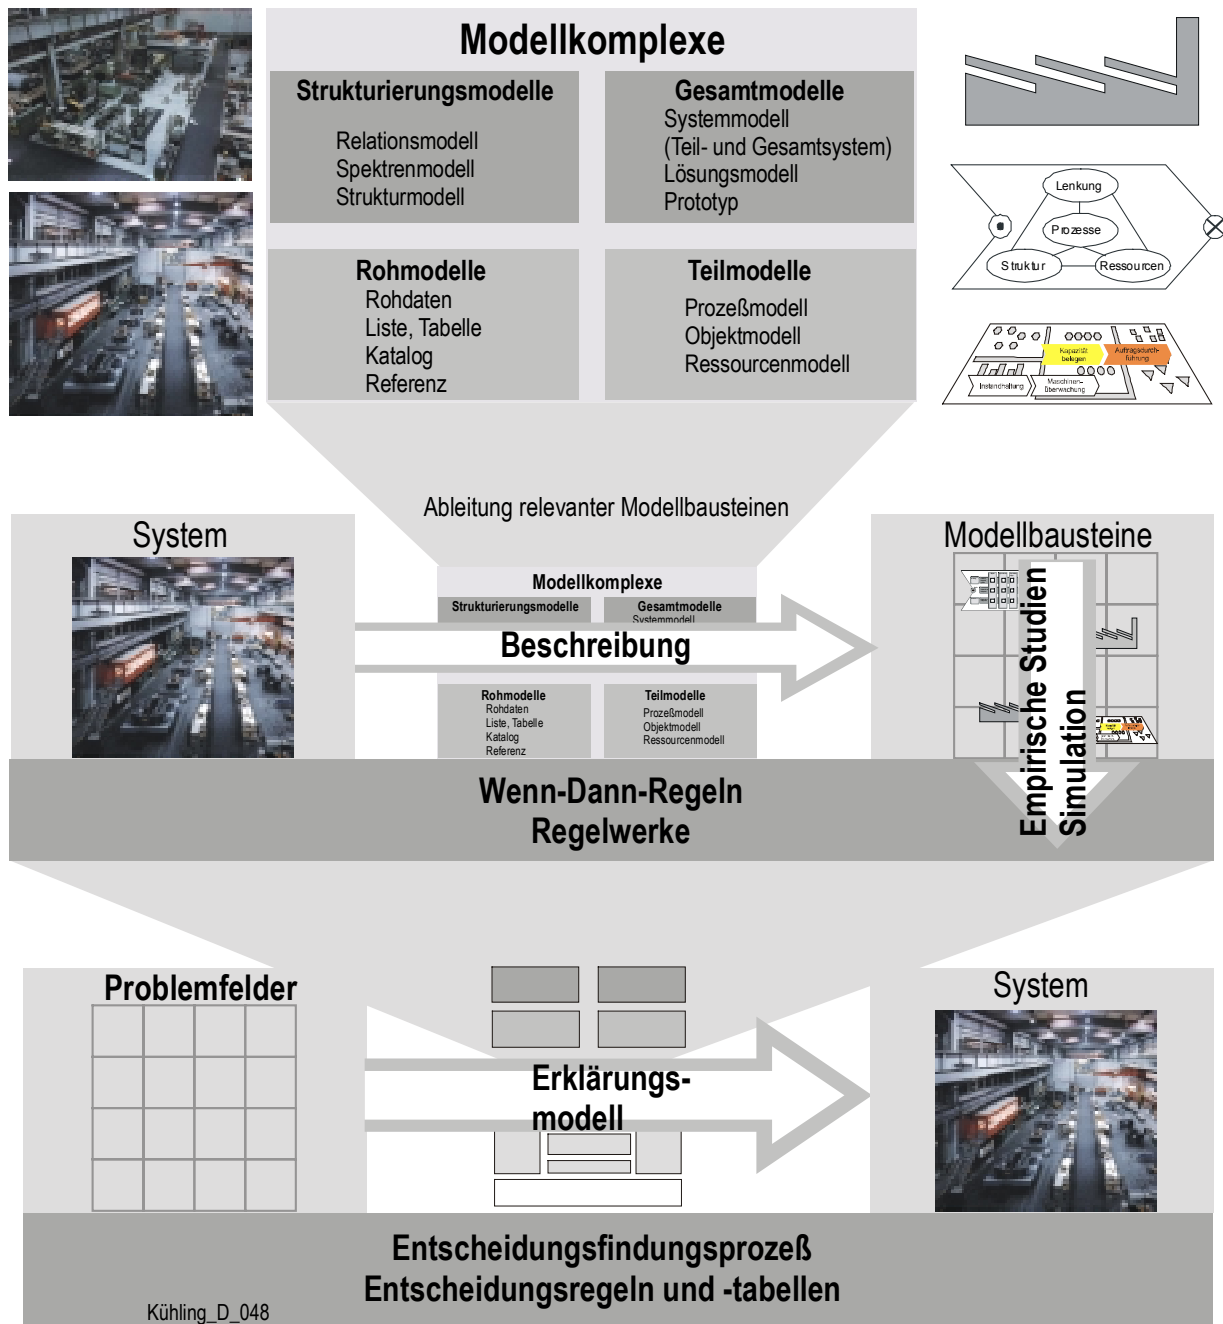 Modellkomplexe
Strukturierungsmodelle
Relationsmodell
Spektrenmodell
Strukturmodell
Gesamtmodelle
Systemmodell
(Teil- und Gesamtsystem)
Lösungsmodell
Prototyp
Rohmodelle
Rohdaten
Liste, Tabelle
Katalog
Referenz
Teilmodelle
Prozeßmodell
Objektmodell
Ressourcenmodell
Lenkung
Prozesse
Struktur
Ressourcen
Kapazität
belegen
Auftragsdurch-
führung
Instandhaltung
Maschinen-
überwachung
Ableitung relevanter Modellbausteinen
System
Modellkomplexe
Strukturierungsmodelle
Gesamtmodelle
Systemmodell
Beschreibung
Rohmodelle
Rohdaten
Liste, Tabelle
Katalog
Referenz
Teilmodelle
Prozeßmodell
Objektmodell
Ressourcenmodell
Modellbausteine
Empirische Studien
Simulation
Wenn-Dann-Regeln
Regelwerke
Problemfelder
Erklärungs-
modell
System
Entscheidungsfindungsprozeß
Entscheidungsregeln und -tabellen
Kühling_D_048